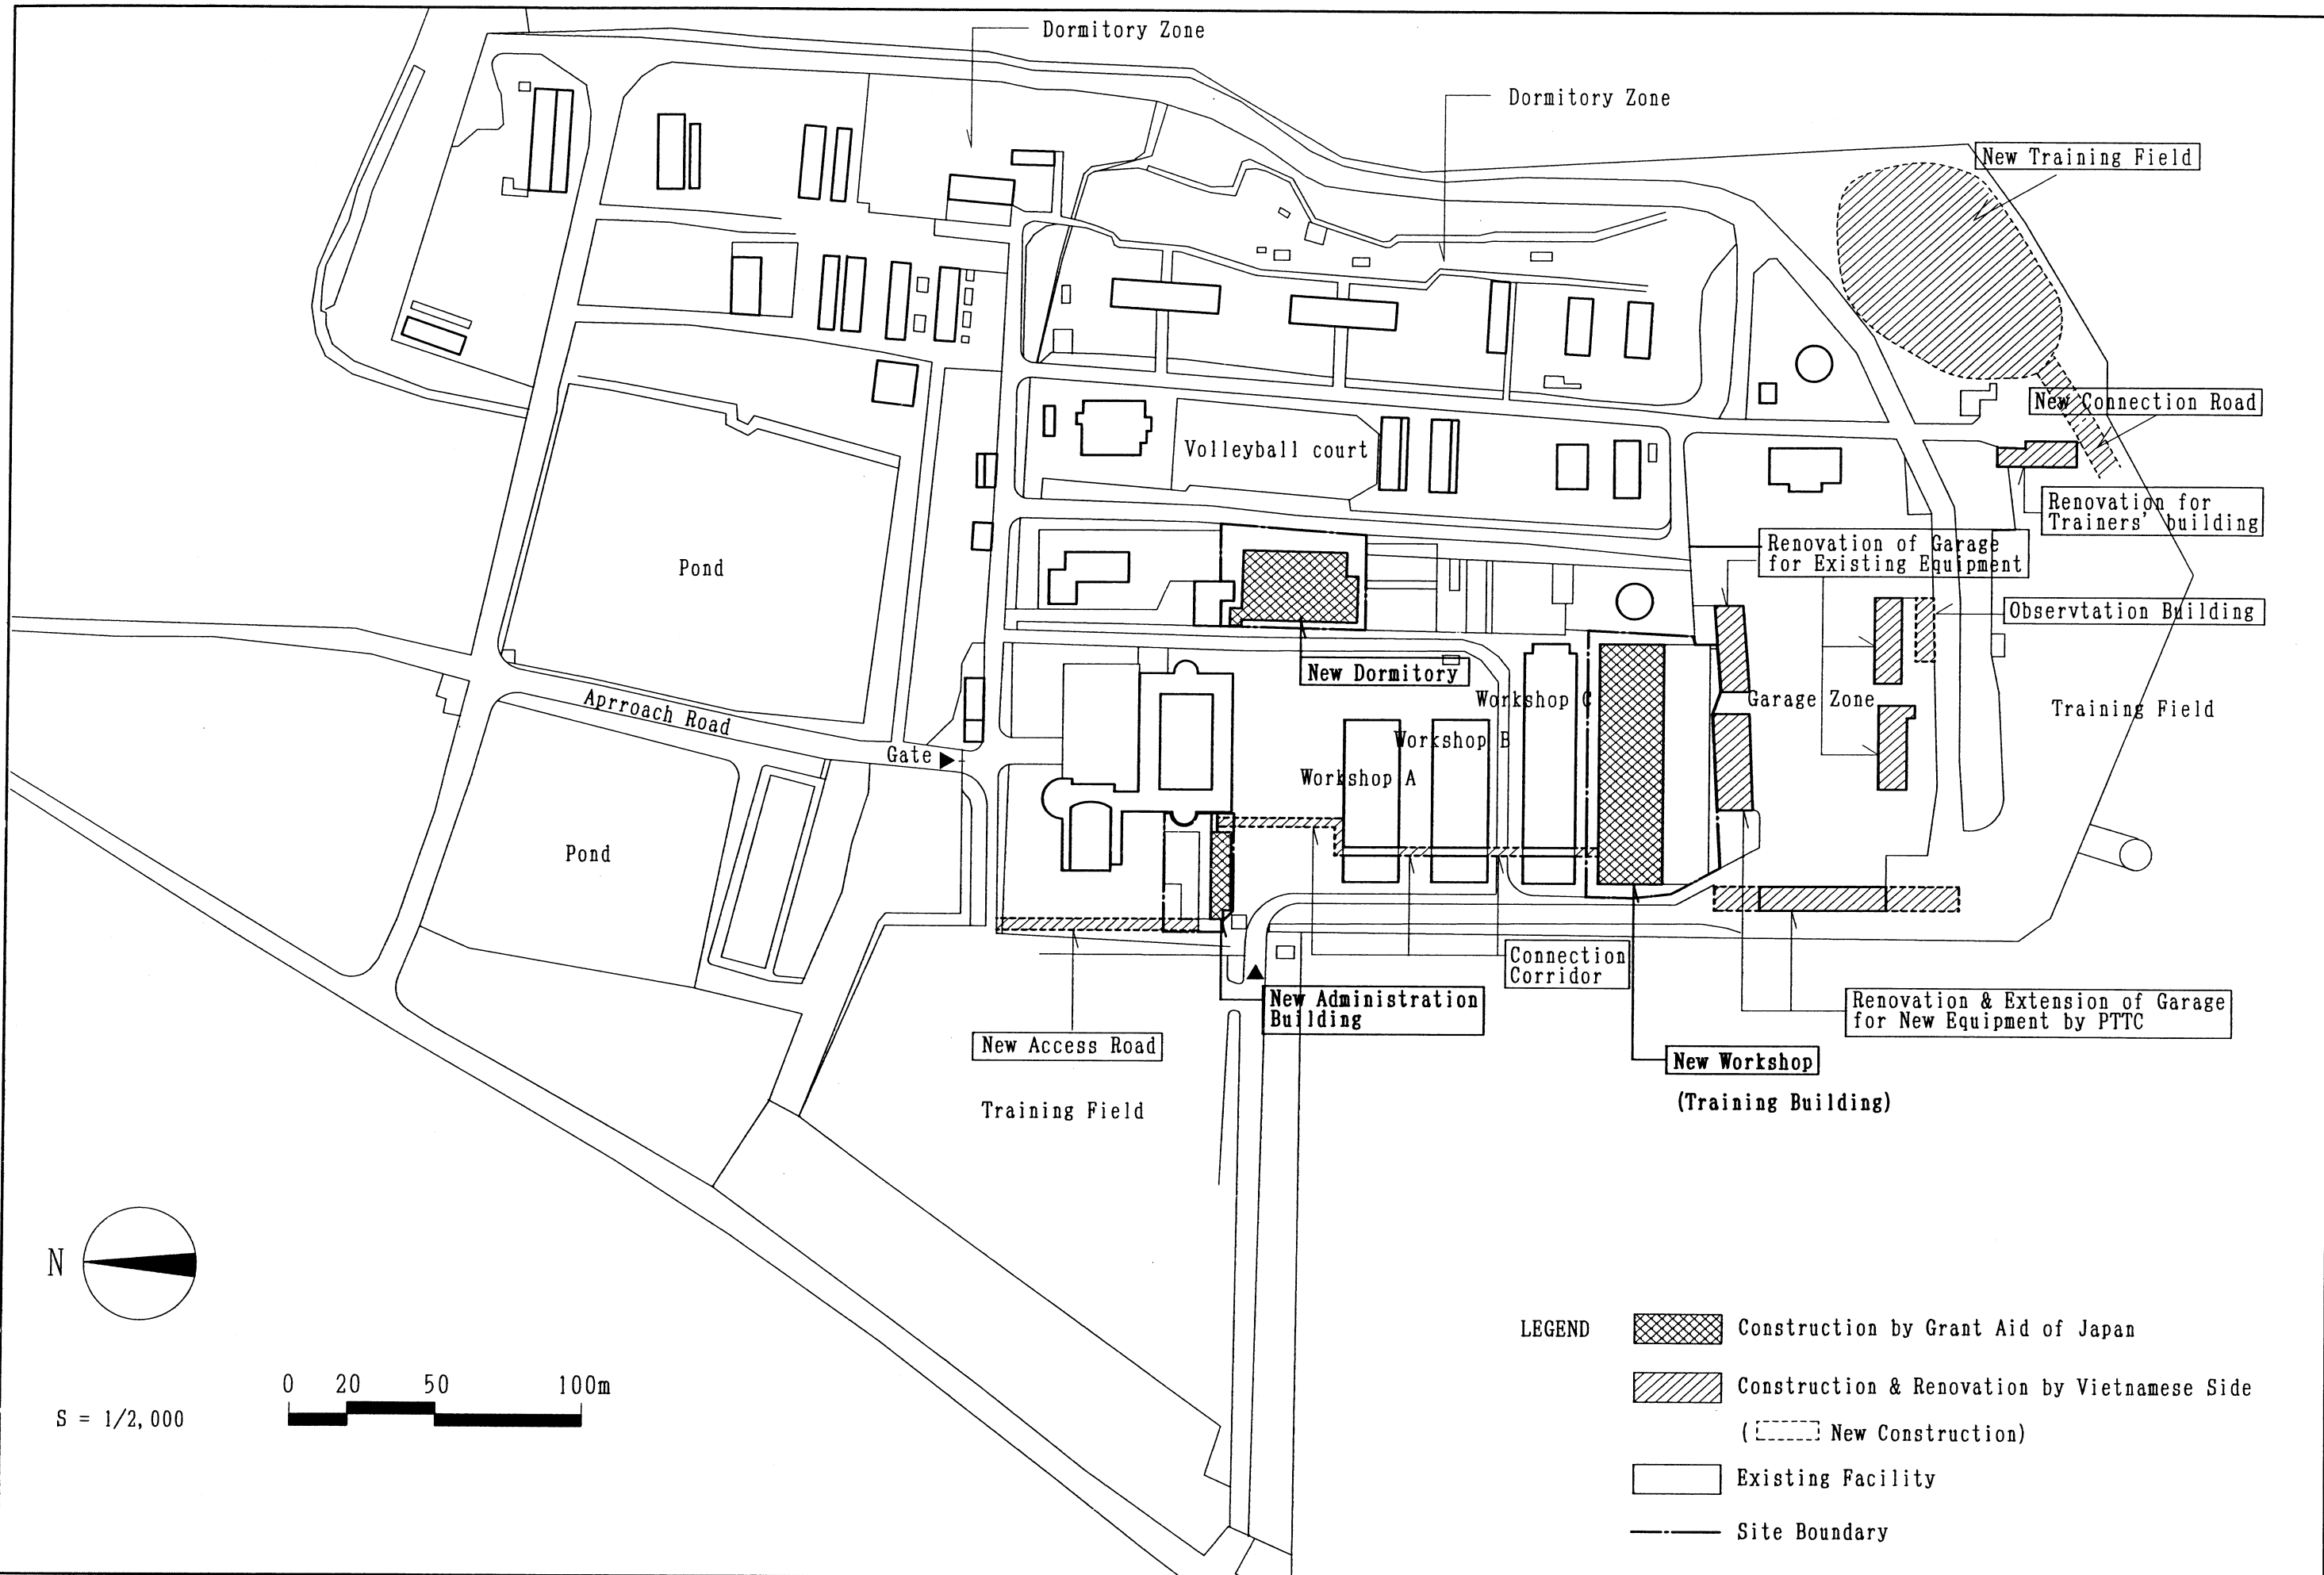 Dormitory Zone
Dormitory Zone
New Training Field
New Connection Road
Volleyball court
Renovation for
Trainers' building
Renovation of Garage
for Existing Equipment
Pond
Observtation Building
New Dormitory
Workshop C
Garage Zone
Training Field
Aprroach Road
Gate
Workshop B
Workshop A
Pond
Connection
Corridor
New Administration
Building
Renovation & Extension of Garage
for New Equipment by PTTC
New Access Road
New Workshop
(Training Building)
Training Field
N
LEGEND
Construction by Grant Aid of Japan
0 20 50 100m
Construction & Renovation by Vietnamese Side
S = 1/2,000
( New Construction)
Existing Facility
Site Boundary